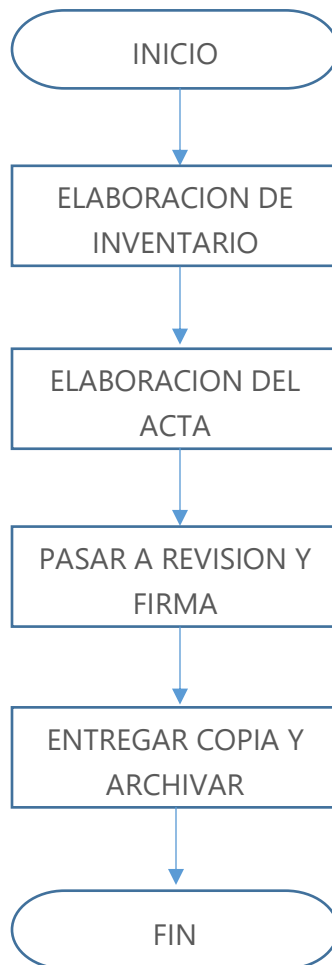 INICIO
ELABORACION DE
INVENTARIO
ELABORACION DEL
ACTA
PASAR A REVISION Y
FIRMA
ENTREGAR COPIA Y
ARCHIVAR
FIN